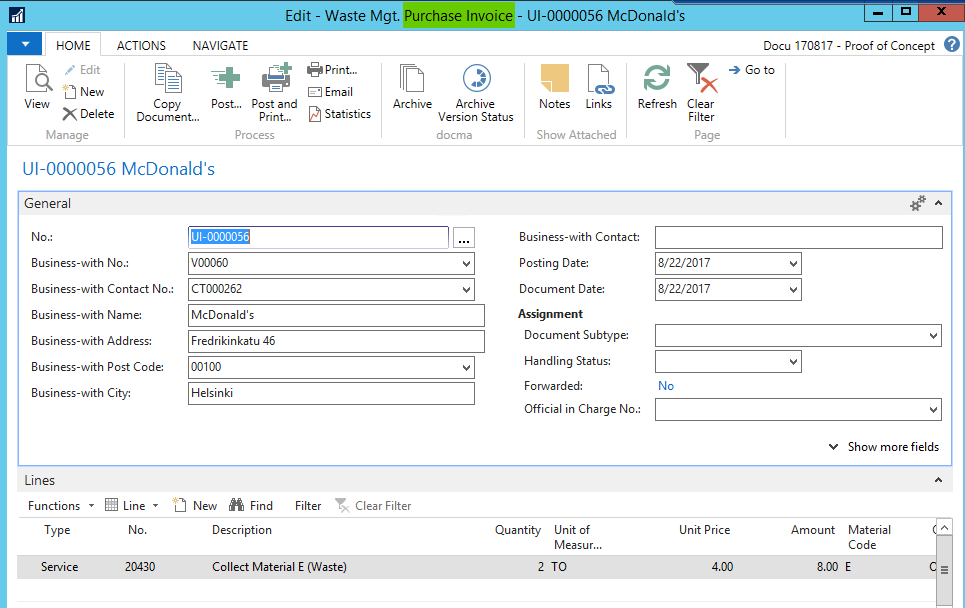 Edit - Waste Mgt. Purchase Invoice - UI-0000056 McDonald's
HOME ACTIONS NAVIGATE Docu 170817 - Proof of Concept ?
View
Edit
New
Delete
Manage
Copy Document...
Post...
Post and Print...
Print...
Email
Statistics
Process
Archive
Archive Version Status
docma
Notes
Links
Show Attached
Refresh
Clear Filter
Go to
Page
UI-0000056 McDonald's
General
No.: UI-0000056 ...
Business-with No.: V00060
Business-with Contact No.: CT000262
Business-with Name: McDonald's
Business-with Address: Fredrikinkatu 46
Business-with Post Code: 00100
Business-with City: Helsinki
Business-with Contact:
Posting Date: 8/22/2017
Document Date: 8/22/2017
Assignment
Document Subtype:
Handling Status:
Forwarded: No
Official in Charge No.:
Show more fields
Lines
Functions Line New Find Filter Clear Filter
Type No. Description Quantity Unit of Measur... Unit Price Amount Material Code
Service 20430 Collect Material E (Waste) 2 TO 4.00 8.00 E